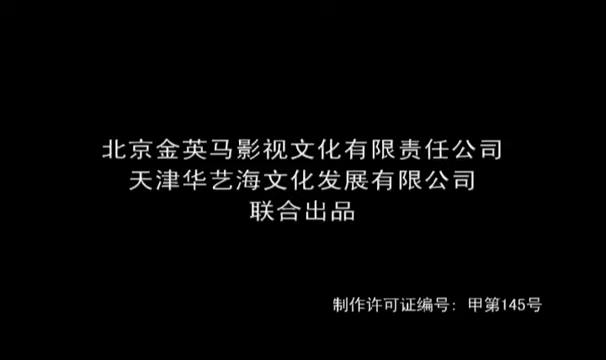 北京金英马影视文化有限责任公司
天津华艺海文化发展有限公司
联合出品
制作许可证编号：甲第145号